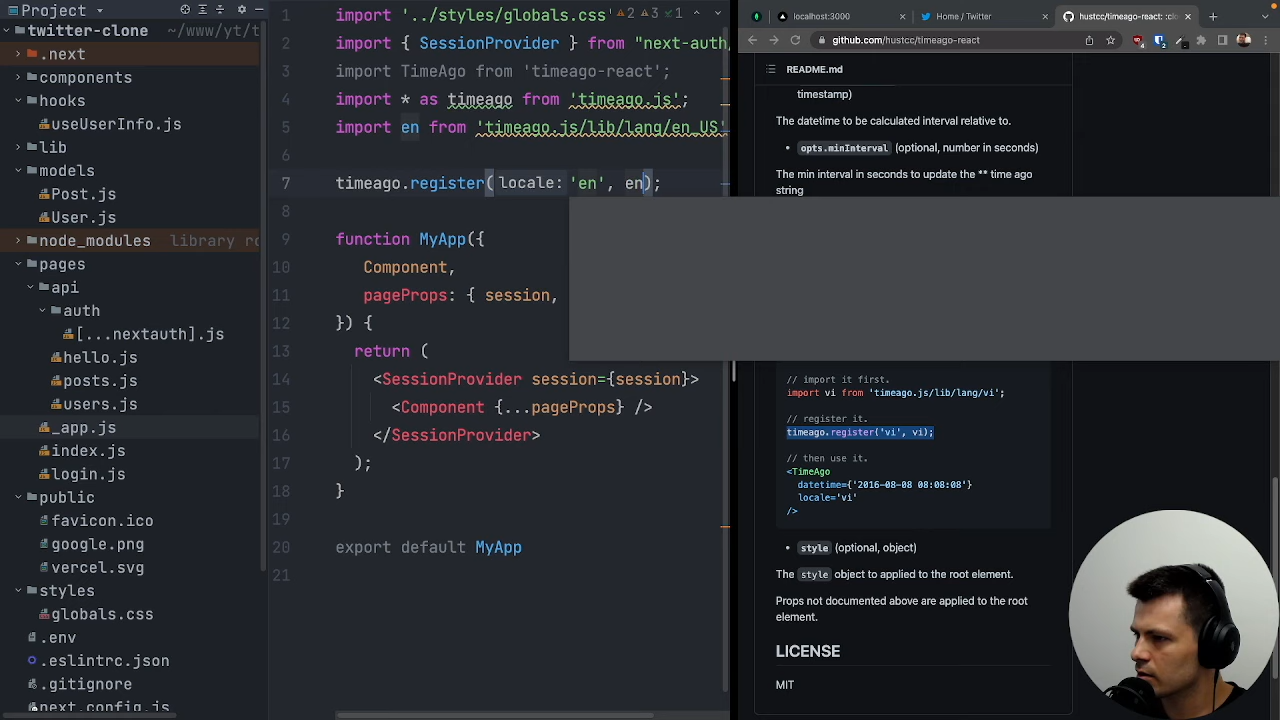 Project
twitter-clone ~/www/yt/t
.next
components
hooks
useUserInfo.js
lib
models
Post.js
User.js
node_modules library ro
pages
api
auth
[...nextauth].js
hello.js
posts.js
users.js
_app.js
index.js
login.js
public
favicon.ico
google.png
vercel.svg
styles
globals.css
.env
.eslintrc.json
.gitignore
next.config.js
1 import '../styles/globals.css' 2 3 1
2 import { SessionProvider } from "next-auth/
3 import TimeAgo from 'timeago-react';
4 import * as timeago from 'timeago.js';
5 import en from 'timeago.js/lib/lang/en_US'
6
7 timeago.register( locale: 'en', en);
8
9 function MyApp({
10 Component,
11 pageProps: { session,
12 }) {
13 return (
14 <SessionProvider session={session}>
15 <Component {...pageProps} />
16 </SessionProvider>
17 );
18 }
19
20 export default MyApp
21
localhost:3000
Home / Twitter
hustcc/timeago-react: :clo
github.com/hustcc/timeago-react
README.md
timestamp)
The datetime to be calculated interval relative to.
• opts.minInterval (optional, number in seconds)
The min interval in seconds to update the ** time ago
string
// import it first.
import vi from 'timeago.js/lib/lang/vi';
// register it.
timeago.register('vi', vi);
// then use it.
<TimeAgo
datetime={'2016-08-08 08:08:08'}
locale='vi'
/>
• style (optional, object)
The style object to applied to the root element.
Props not documented above are applied to the root
element.
LICENSE
MIT